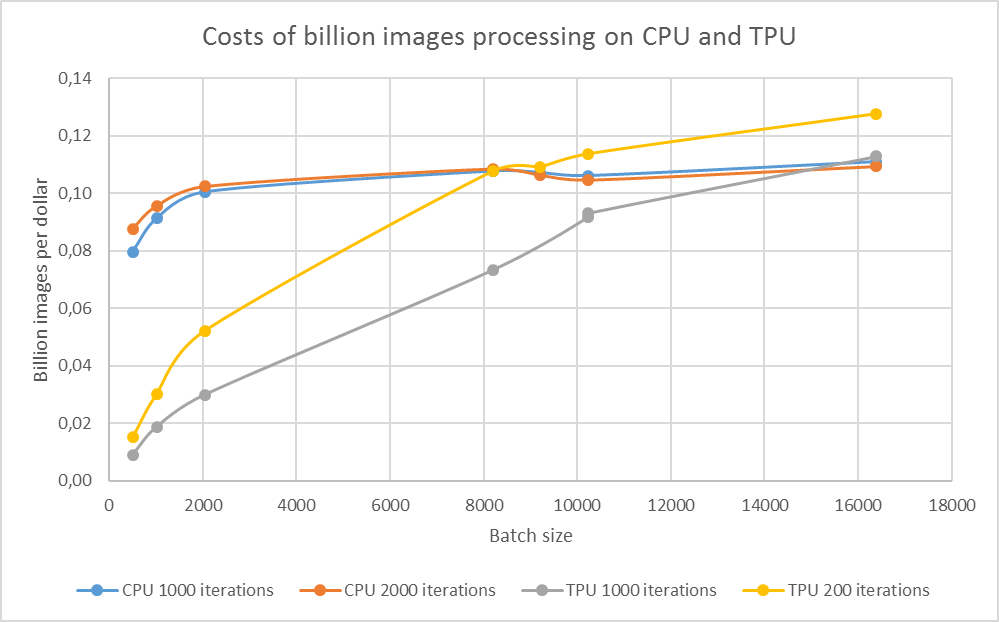 Costs of billion images processing on CPU and TPU
Billion images per dollar
0,14
0,12
0,10
0,08
0,06
0,04
0,02
0,00
0 2000 4000 6000 8000 10000 12000 14000 16000 18000
Batch size
CPU 1000 iterations CPU 2000 iterations TPU 1000 iterations TPU 200 iterations